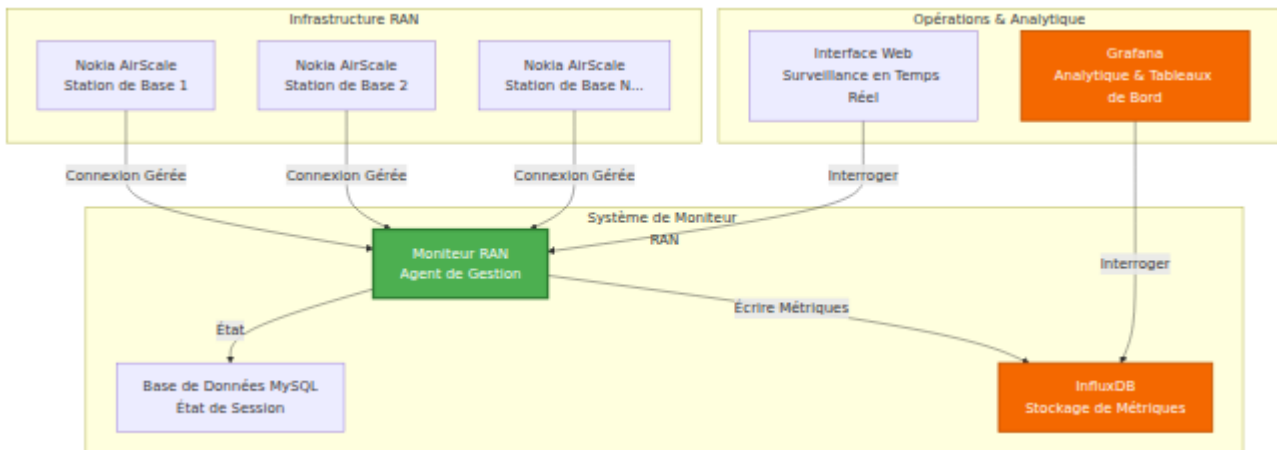 Infrastructure RAN
Opérations & Analytique
Nokia AirScale
Station de Base 1
Nokia AirScale
Station de Base 2
Nokia AirScale
Station de Base N...
Interface Web
Surveillance en Temps
Réel
Grafana
Analytique & Tableaux
de Bord
Connexion Gérée
Connexion Gérée
Connexion Gérée
Interroger
Système de Moniteur
RAN
Moniteur RAN
Agent de Gestion
Interroger
Écrire Métriques
État
Base de Données MySQL
État de Session
InfluxDB
Stockage de Métriques